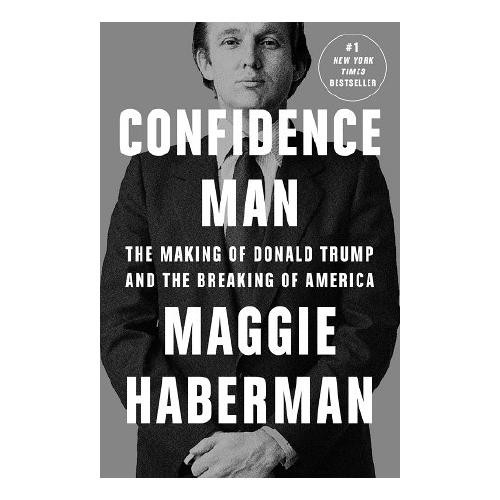 #1
NEW YORK
TIMES
BESTSELLER
CONFIDENCE
MAN
THE MAKING OF DONALD TRUMP
AND THE BREAKING OF AMERICA
MAGGIE
HABERMAN